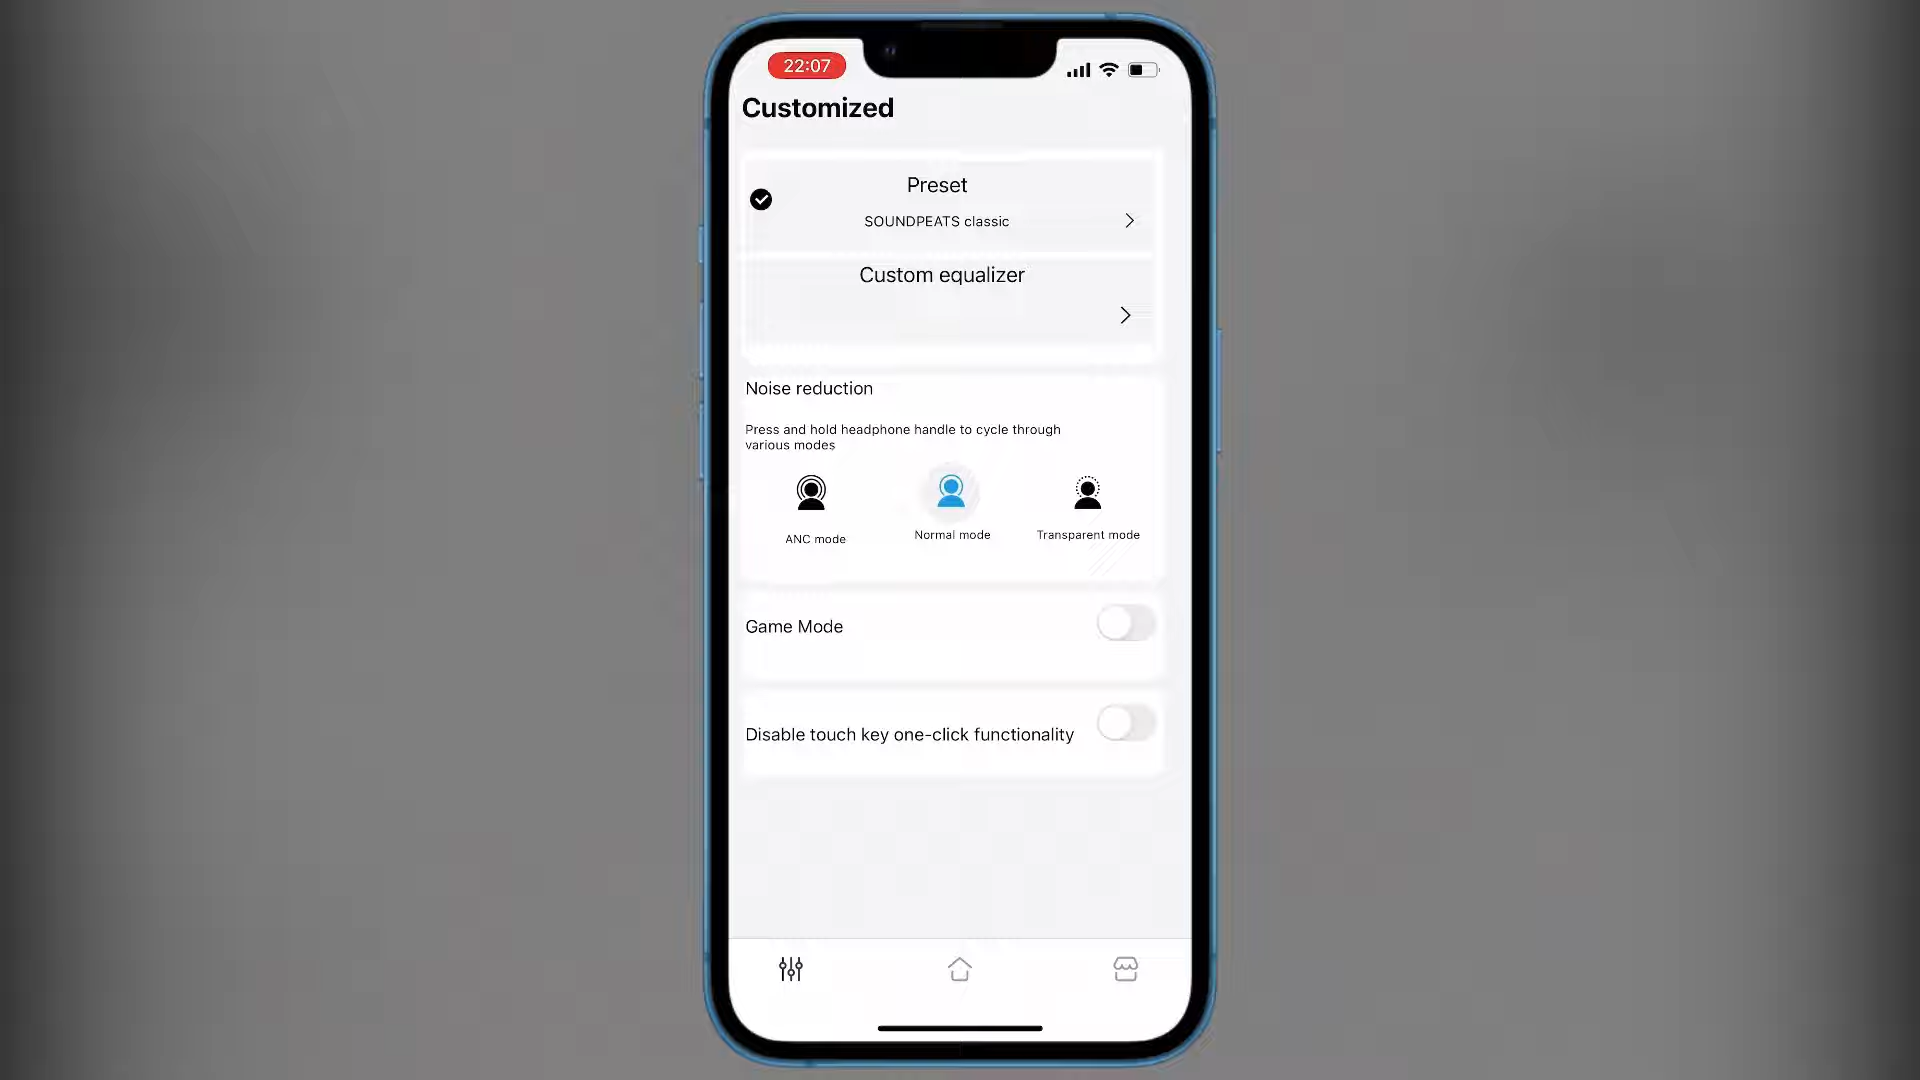 22:07
Customized
Preset
SOUNDPEATS classic
Custom equalizer
Noise reduction
Press and hold headphone handle to cycle through
various modes
ANC mode
Normal mode
Transparent mode
Game Mode
Disable touch key one-click functionality